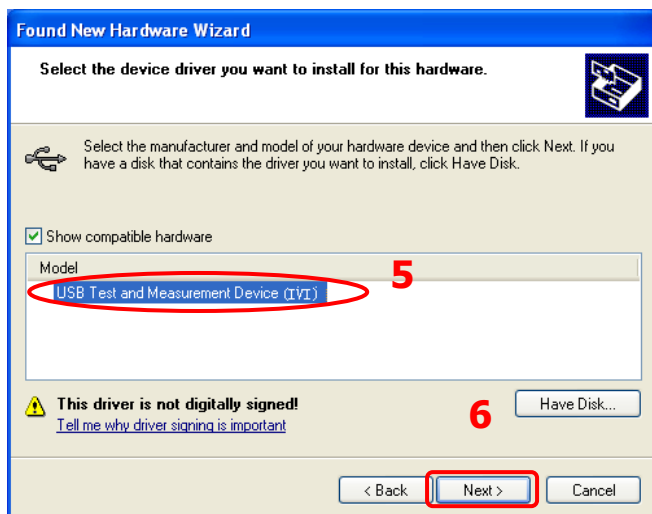 Found New Hardware Wizard
Select the device driver you want to install for this hardware.
Select the manufacturer and model of your hardware device and then click Next. If you
have a disk that contains the driver you want to install, click Have Disk.
Show compatible hardware
Model
5
USB Test and Measurement Device (IVI)
This driver is not digitally signed!
6
Have Disk...
Tell me why driver signing is important
< Back
Next >
Cancel